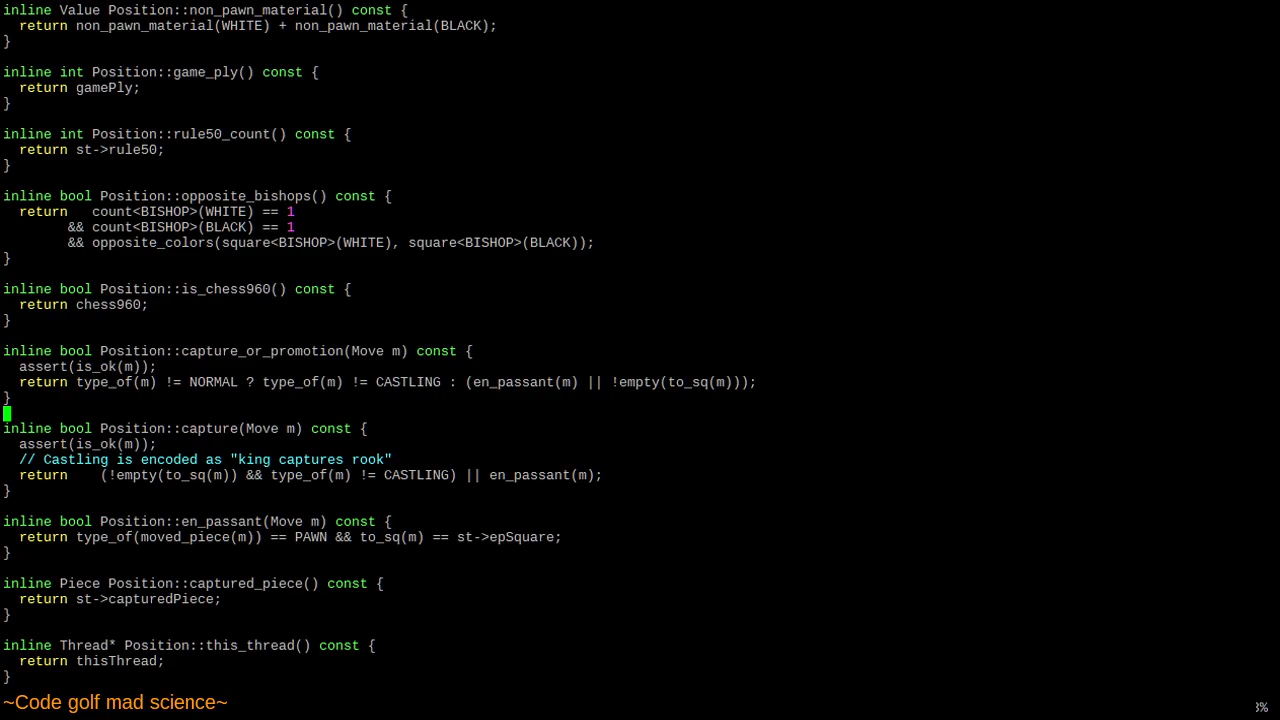 inline Value Position::non_pawn_material() const {
  return non_pawn_material(WHITE) + non_pawn_material(BLACK);
}

inline int Position::game_ply() const {
  return gamePly;
}

inline int Position::rule50_count() const {
  return st->rule50;
}

inline bool Position::opposite_bishops() const {
  return   count<BISHOP>(WHITE) == 1
        && count<BISHOP>(BLACK) == 1
        && opposite_colors(square<BISHOP>(WHITE), square<BISHOP>(BLACK));
}

inline bool Position::is_chess960() const {
  return chess960;
}

inline bool Position::capture_or_promotion(Move m) const {
  assert(is_ok(m));
  return type_of(m) != NORMAL ? type_of(m) != CASTLING : (en_passant(m) || !empty(to_sq(m)));
}

inline bool Position::capture(Move m) const {
  assert(is_ok(m));
  // Castling is encoded as "king captures rook"
  return    (!empty(to_sq(m)) && type_of(m) != CASTLING) || en_passant(m);
}

inline bool Position::en_passant(Move m) const {
  return type_of(moved_piece(m)) == PAWN && to_sq(m) == st->epSquare;
}

inline Piece Position::captured_piece() const {
  return st->capturedPiece;
}

inline Thread* Position::this_thread() const {
  return thisThread;
}
~Code golf mad science~